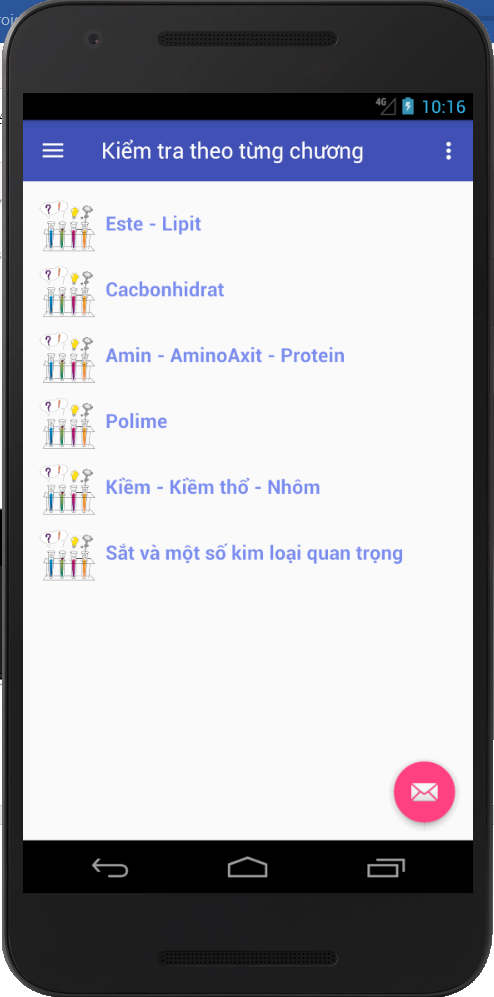 4G 10:16
Kiểm tra theo từng chương
Este - Lipit
Cacbonhidrat
Amin - AminoAxit - Protein
Polime
Kiềm - Kiềm thổ - Nhôm
Sắt và một số kim loại quan trọng